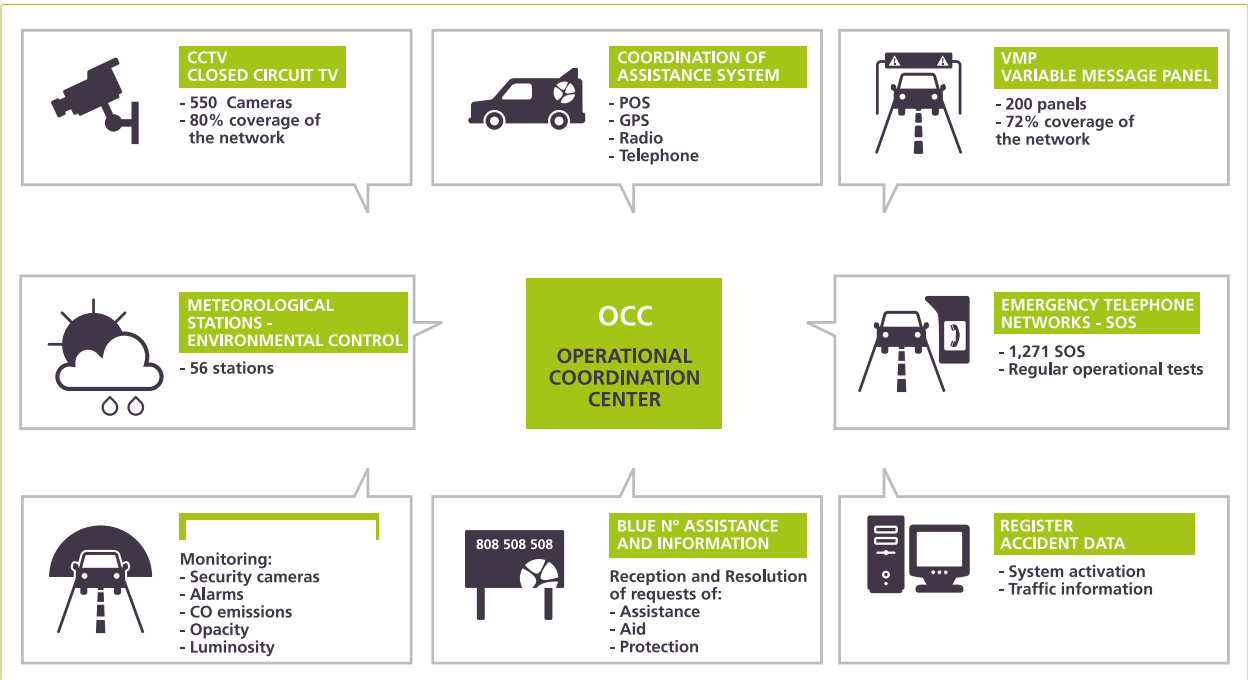 CCTV
CLOSED CIRCUIT TV
- 550 Cameras
- 80% coverage of
the network
COORDINATION OF
ASSISTANCE SYSTEM
- POS
- GPS
- Radio
- Telephone
VMP
VARIABLE MESSAGE PANEL
- 200 panels
- 72% coverage of
the network
METEOROLOGICAL
STATIONS -
ENVIRONMENTAL CONTROL
- 56 stations
OCC
OPERATIONAL
COORDINATION
CENTER
EMERGENCY TELEPHONE
NETWORKS - SOS
- 1,271 SOS
- Regular operational tests
Monitoring:
- Security cameras
- Alarms
- CO emissions
- Opacity
- Luminosity
808 508 508
BLUE Nº ASSISTANCE
AND INFORMATION
Reception and Resolution
of requests of:
- Assistance
- Aid
- Protection
REGISTER
ACCIDENT DATA
- System activation
- Traffic information